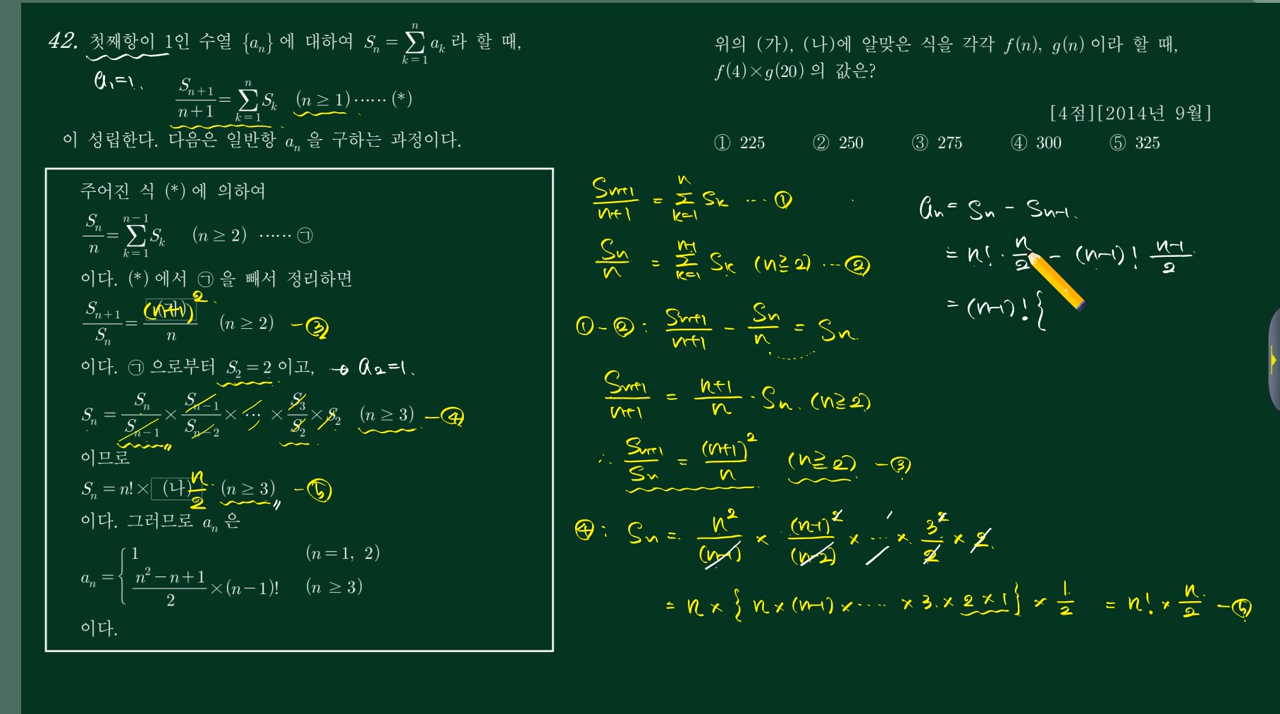 42. 첫째항이 1인 수열 {aₙ}에 대하여 Sₙ = Σ_{k=1}^{n} aₖ라 할 때,
a₁=1.
S_{n+1}/(n+1) = Σ_{k=1}^{n} Sₖ (n ≥ 1) ······ (*)
이 성립한다. 다음은 일반항 aₙ을 구하는 과정이다.
주어진 식 (*)에 의하여
Sₙ/n = Σ_{k=1}^{n-1} Sₖ (n ≥ 2) ······ ㉠
이다. (*)에서 ㉠을 빼서 정리하면
S_{n+1}/Sₙ = (n+1)²/n (n ≥ 2) - ③
이다. ㉠으로부터 S₂ = 2이고, → a₂=1.
Sₙ = Sₙ/S_{n-1} × S_{n-1}/S_{n-2} × ··· × S₃/S₂ × S₂ (n ≥ 3) - ④
이므로
Sₙ = n! × (나) n/2 (n ≥ 3) - ⑤
이다. 그러므로 aₙ은
aₙ = { 1 (n=1, 2)
(n²-n+1)/2 × (n-1)! (n ≥ 3)
이다.
위의 (가), (나)에 알맞은 식을 각각 f(n), g(n)이라 할 때,
f(4)×g(20)의 값은?
[4점][2014년 9월]
① 225 ② 250 ③ 275 ④ 300 ⑤ 325
S_{n+1}/(n+1) = Σ_{k=1}^{n} Sₖ ··· ①
Sₙ/n = Σ_{k=1}^{n-1} Sₖ (n≧2) ··· ②
①-②: S_{n+1}/(n+1) - Sₙ/n = Sₙ
S_{n+1}/(n+1) = (n+1)/n · Sₙ. (n≧2)
∴ S_{n+1}/Sₙ = (n+1)²/n (n≧2) - ③
④: Sₙ = n²/(n-1) × (n-1)²/(n-2) × ··· × 3²/2 × 2
= n × { n×(n-1)× ···· ×3×2×1 } × 1/2 = n! × n/2 - ⑤
aₙ = Sₙ - S_{n-1}.
= n! · n/2 - (n-1)! (n-1)/2
= (n-1)! {